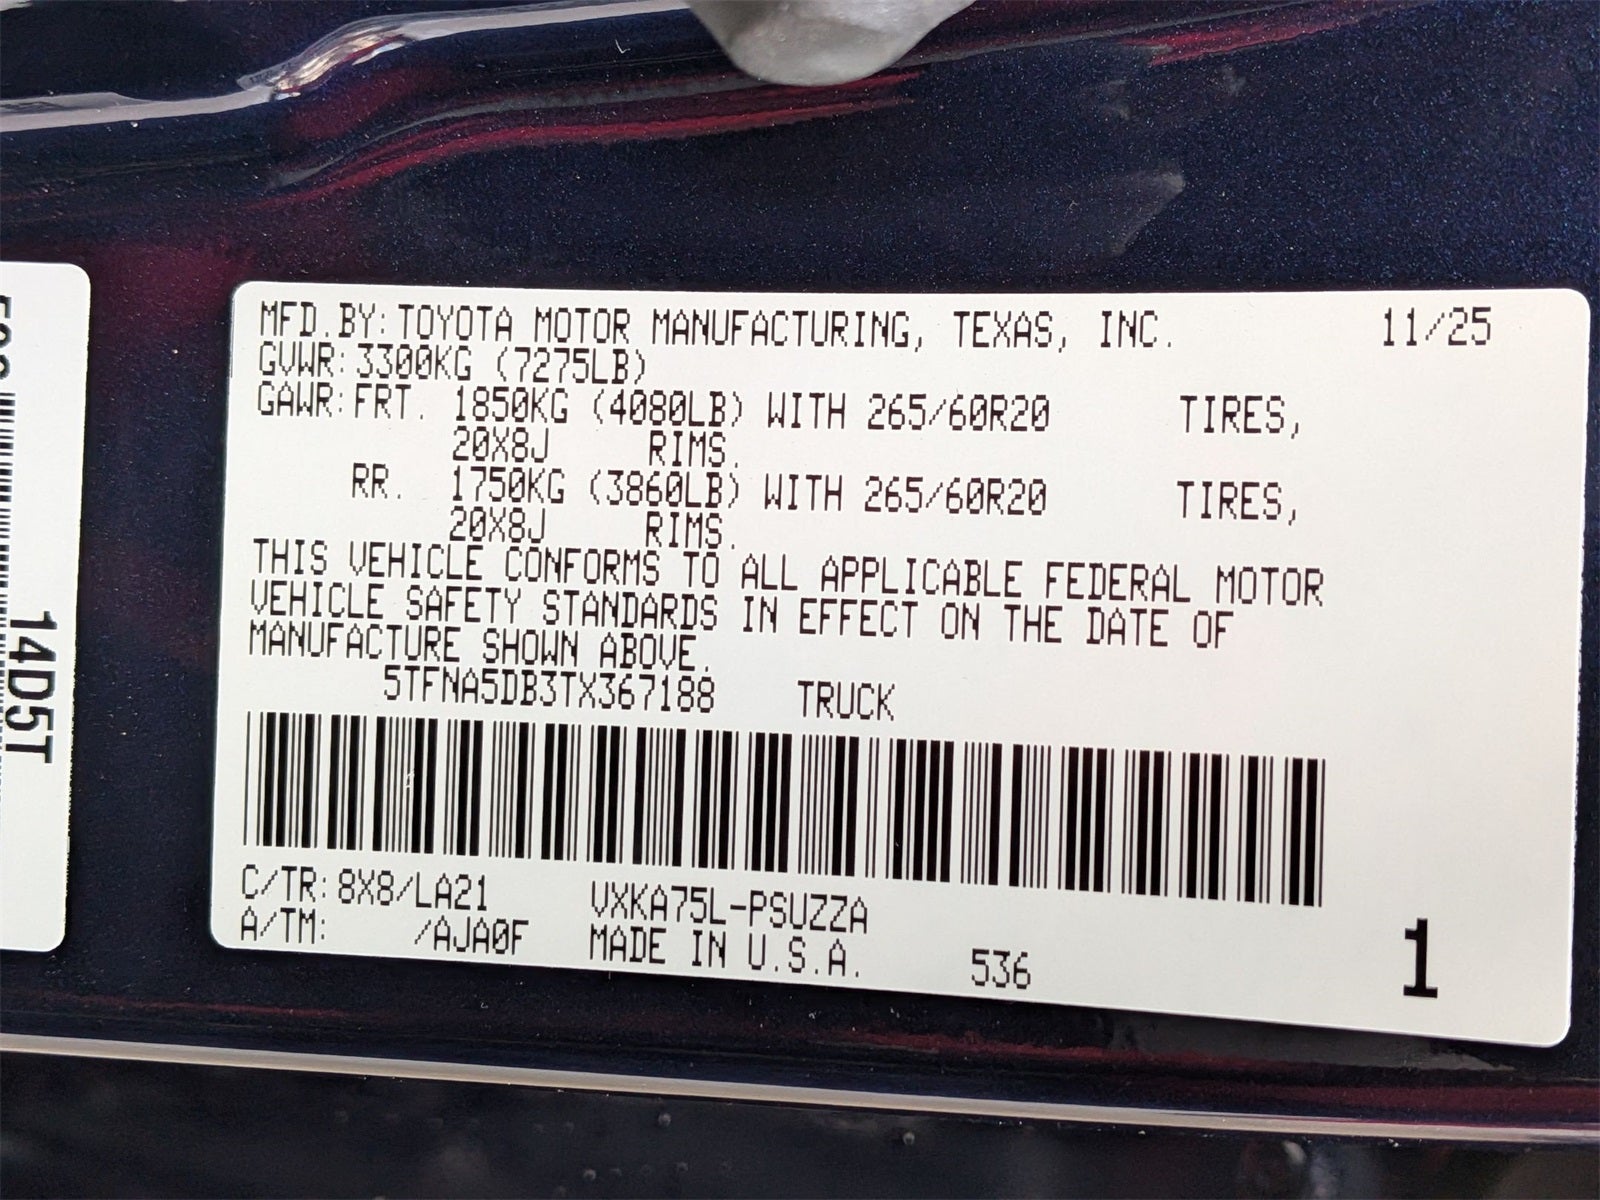 MFD.BY:TOYOTA MOTOR MANUFACTURING, TEXAS, INC. 11/25
GVWR:3300KG (7275LB)
GAWR:FRT. 1850KG (4080LB) WITH 265/60R20 TIRES,
20X8J RIMS.
RR. 1750KG (3860LB) WITH 265/60R20 TIRES,
20X8J RIMS.
THIS VEHICLE CONFORMS TO ALL APPLICABLE FEDERAL MOTOR
VEHICLE SAFETY STANDARDS IN EFFECT ON THE DATE OF
MANUFACTURE SHOWN ABOVE.
5TFNA5DB3TX367188 TRUCK
C/TR:8X8/LA21 VXKA75L-PSUZZA
A/TM: /AJA0F MADE IN U.S.A. 536
1
14D5T